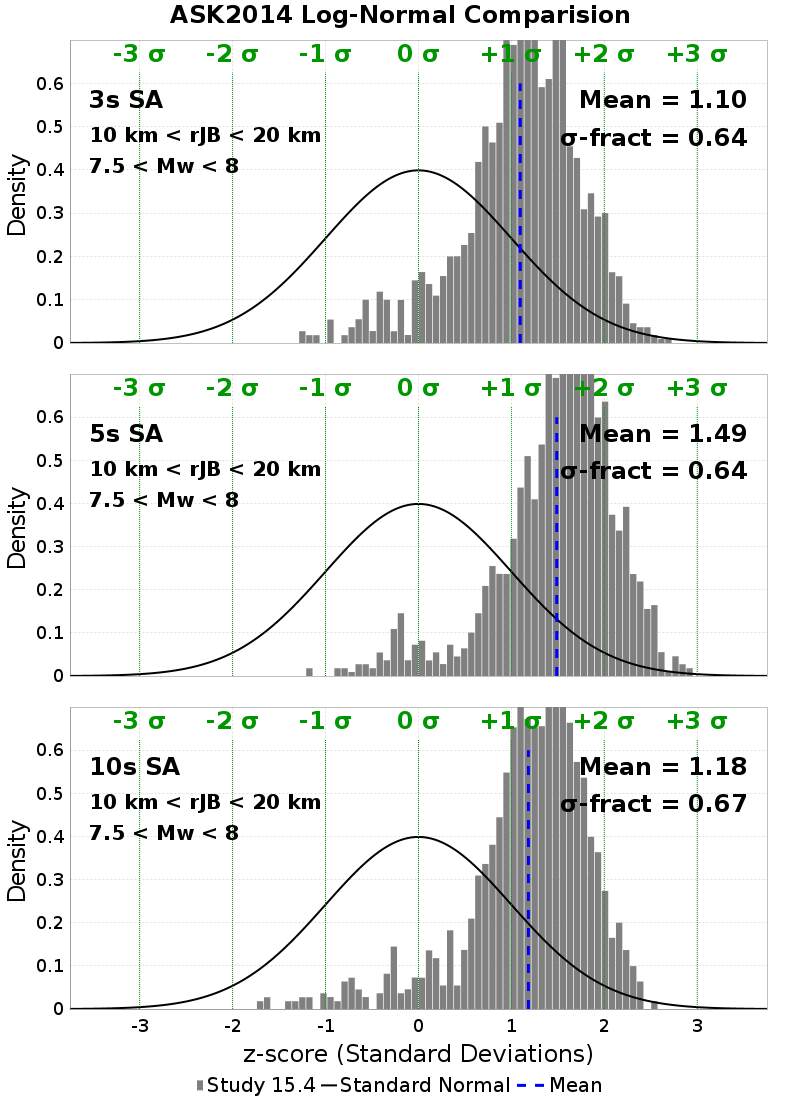 ASK2014 Log-Normal Comparision
-3 σ -2 σ -1 σ 0 σ +1 σ +2 σ +3 σ
0.6
3s SA Mean = 1.10
0.5 10 km < rJB < 20 km σ-fract = 0.64
0.4 7.5 < Mw < 8
0.3
0.2
0.1
0
Density
-3 σ -2 σ -1 σ 0 σ +1 σ +2 σ +3 σ
0.6
5s SA Mean = 1.49
0.5 10 km < rJB < 20 km σ-fract = 0.64
0.4 7.5 < Mw < 8
0.3
0.2
0.1
0
Density
-3 σ -2 σ -1 σ 0 σ +1 σ +2 σ +3 σ
0.6
10s SA Mean = 1.18
0.5 10 km < rJB < 20 km σ-fract = 0.67
0.4 7.5 < Mw < 8
0.3
0.2
0.1
0
Density
-3 -2 -1 0 1 2 3
z-score (Standard Deviations)
Study 15.4 Standard Normal Mean